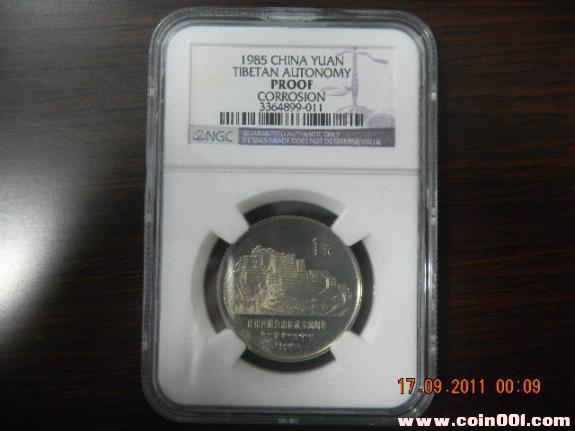 1985 CHINA YUAN
TIBETAN AUTONOMY
PROOF
CORROSION
3364899-011
NGC
GUARANTEED AUTHENTIC ONLY
DETAILS GRADE DOES NOT DETERMINE VALUE
1元
17.09.2011 00:09
www.coin001.com